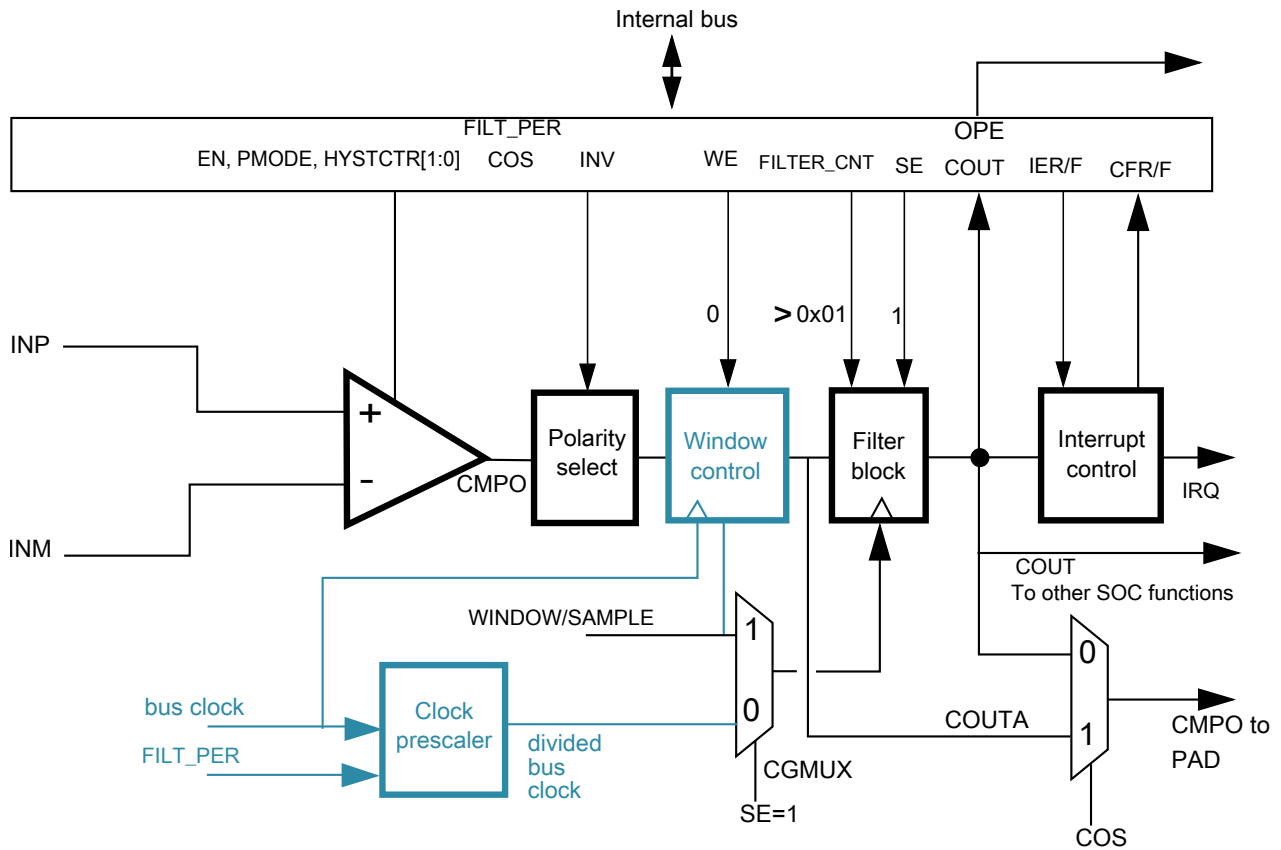 Internal bus
FILT_PER
OPE
EN, PMODE, HYSTCTR[1:0]
COS
INV
WE
FILTER_CNT
SE
COUT
IER/F
CFR/F
0
> 0x01
1
INP
+
-
INM
CMPO
Polarity
select
Window
control
Filter
block
Interrupt
control
IRQ
COUT
To other SOC functions
WINDOW/SAMPLE
1
0
0
1
bus clock
FILT_PER
Clock
prescaler
divided
bus
clock
CGMUX
SE=1
COUTA
CMPO to
PAD
COS